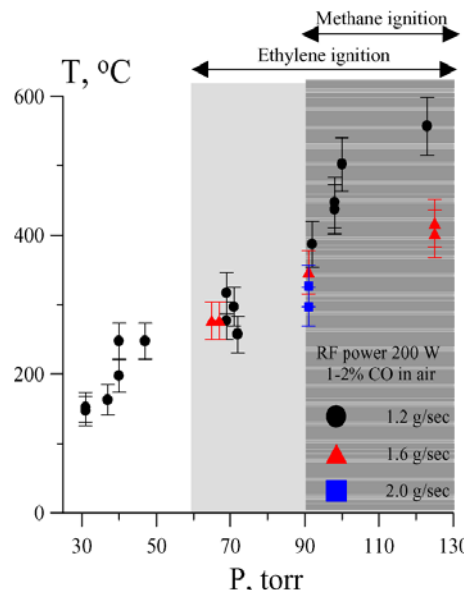 Methane ignition
Ethylene ignition
T, °C
600
400
200
0
RF power 200 W
1-2% CO in air
1.2 g/sec
1.6 g/sec
2.0 g/sec
30 50 70 90 110 130
P, torr